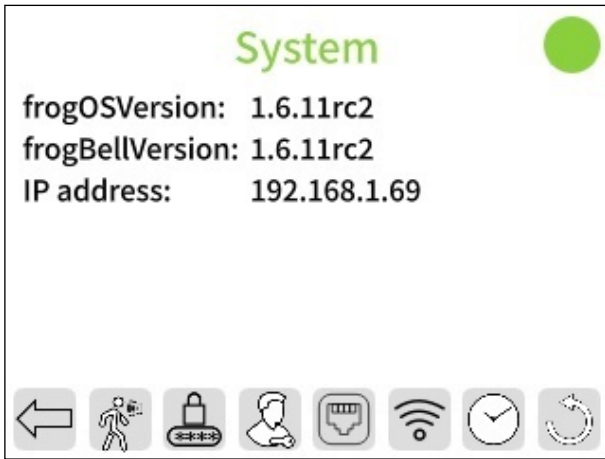 System
frogOSVersion: 1.6.11rc2
frogBellVersion: 1.6.11rc2
IP address: 192.168.1.69
****